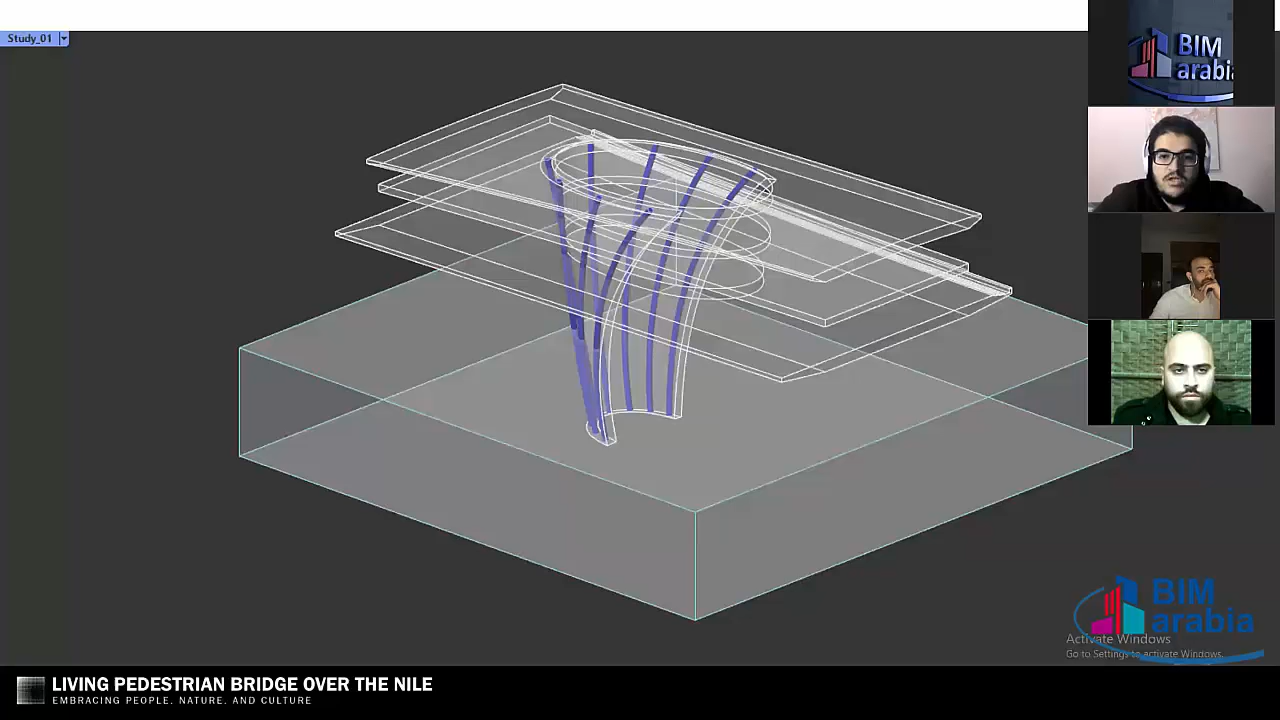 Study_01
BIM
arabi
BIM
arabia
Activate Windows
Go to Settings to activate Windows.
LIVING PEDESTRIAN BRIDGE OVER THE NILE
EMBRACING PEOPLE, NATURE, AND CULTURE